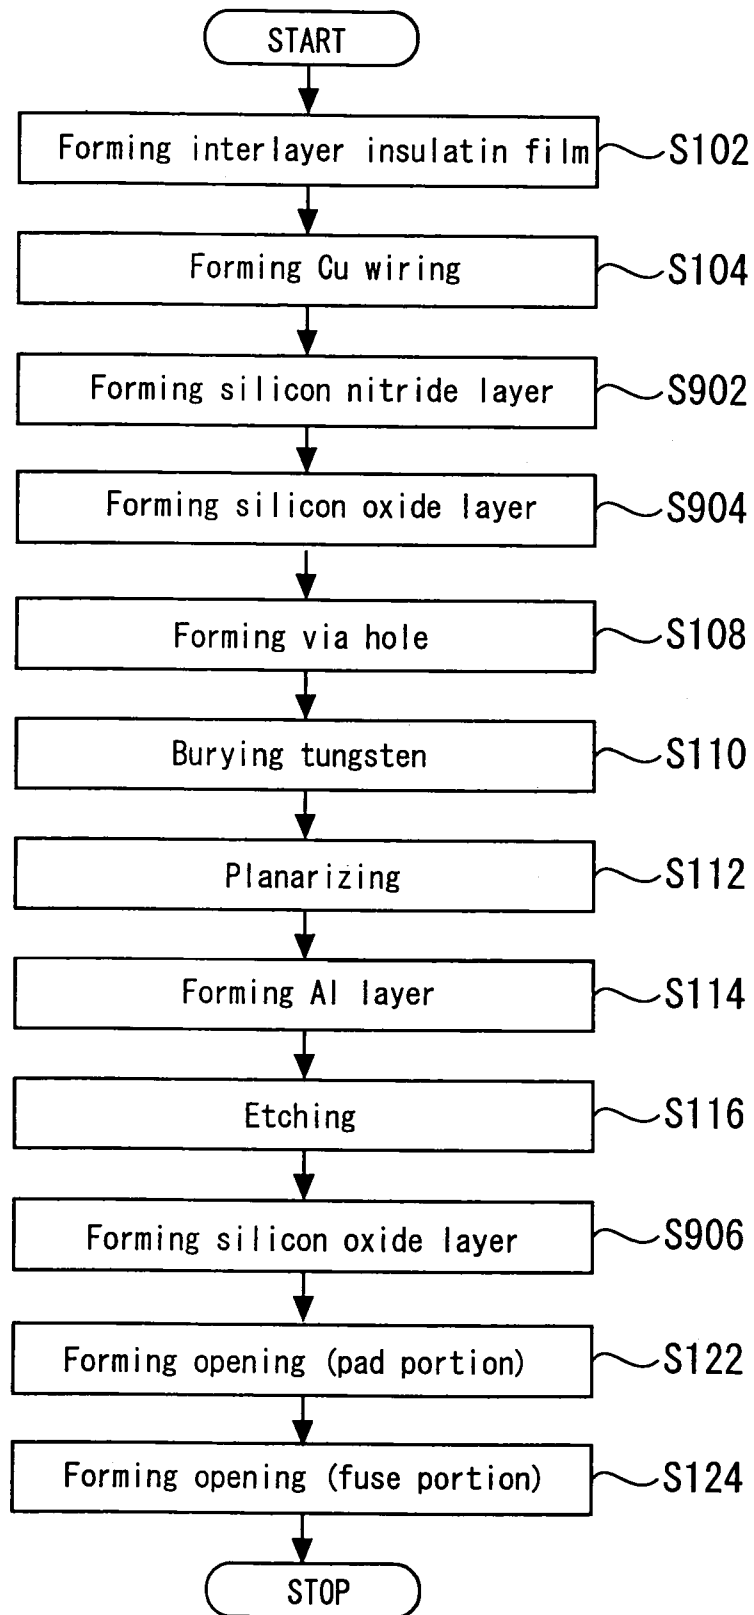 START
Forming interlayer insulatin film S102
Forming Cu wiring S104
Forming silicon nitride layer S902
Forming silicon oxide layer S904
Forming via hole S108
Burying tungsten S110
Planarizing S112
Forming Al layer S114
Etching S116
Forming silicon oxide layer S906
Forming opening (pad portion) S122
Forming opening (fuse portion) S124
STOP